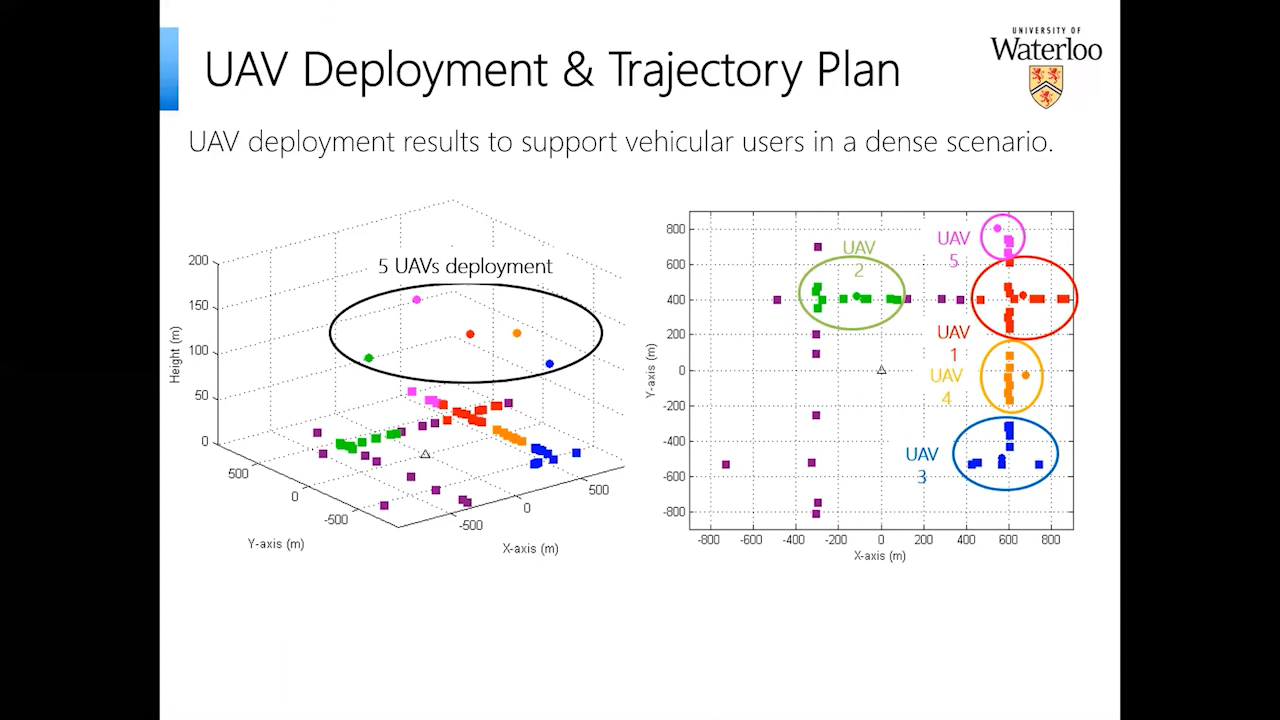 UNIVERSITY OF
Waterloo
UAV Deployment & Trajectory Plan
UAV deployment results to support vehicular users in a dense scenario.
5 UAVs deployment
200
150
100
50
0
Height (m)
500
0
-500
Y-axis (m)
-500
0
500
X-axis (m)
UAV
2
UAV
5
UAV
1
UAV
4
UAV
3
800
600
400
200
0
-200
-400
-600
-800
Y-axis (m)
-800 -600 -400 -200 0 200 400 600 800
X-axis (m)